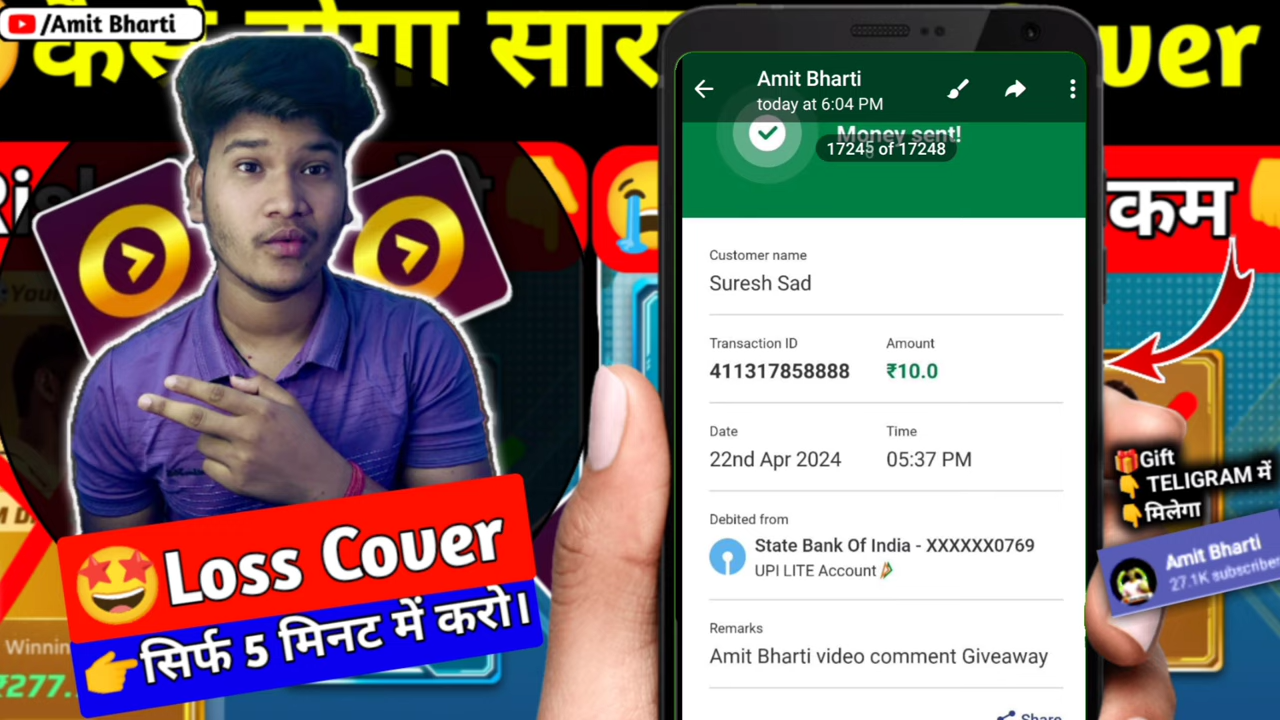 /Amit Bharti
कैसे होगा सारा
ver
Amit Bharti
today at 6:04 PM
Money sent!
17245 of 17248
कम
Customer name
Suresh Sad
Transaction ID
Amount
411317858888
₹10.0
Date
Time
22nd Apr 2024
05:37 PM
Debited from
State Bank Of India - XXXXXX0769
UPI LITE Account
Remarks
Amit Bharti video comment Giveaway
Share
Loss Cover
सिर्फ 5 मिनट में करो।
Gift
TELIGRAM में
मिलेगा
Amit Bharti
27.1K subscriber
Winnin
₹277.